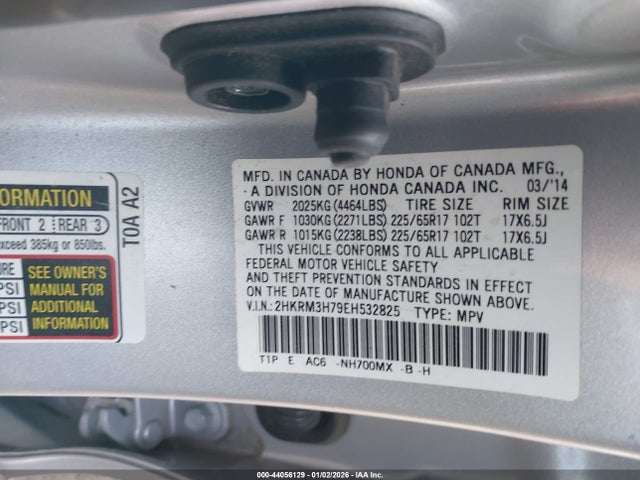 MFD. IN CANADA BY HONDA OF CANADA MFG.,
A DIVISION OF HONDA CANADA INC. 03/'14
GVWR 2025KG (4464LBS) TIRE SIZE RIM SIZE
GAWR F 1030KG (2271LBS) 225/65R17 102T 17X6.5J
GAWR R 1015KG (2238LBS) 225/65R17 102T 17X6.5J
THIS VEHICLE CONFORMS TO ALL APPLICABLE
FEDERAL MOTOR VEHICLE SAFETY
AND THEFT PREVENTION STANDARDS IN EFFECT
ON THE DATE OF MANUFACTURE SHOWN ABOVE.
V.I.N.: 2HKRM3H79EH532825 TYPE: MPV
T1P E AC6 -NH700MX -B -H
ORMATION
FRONT 2 REAR 3
exceed 385kg or 850lbs.
URE
PSI
PSI
PSI
SEE OWNER'S
MANUAL FOR
ADDITIONAL
INFORMATION
T0A A2
000-44056129 - 01/02/2026 - IAA Inc.